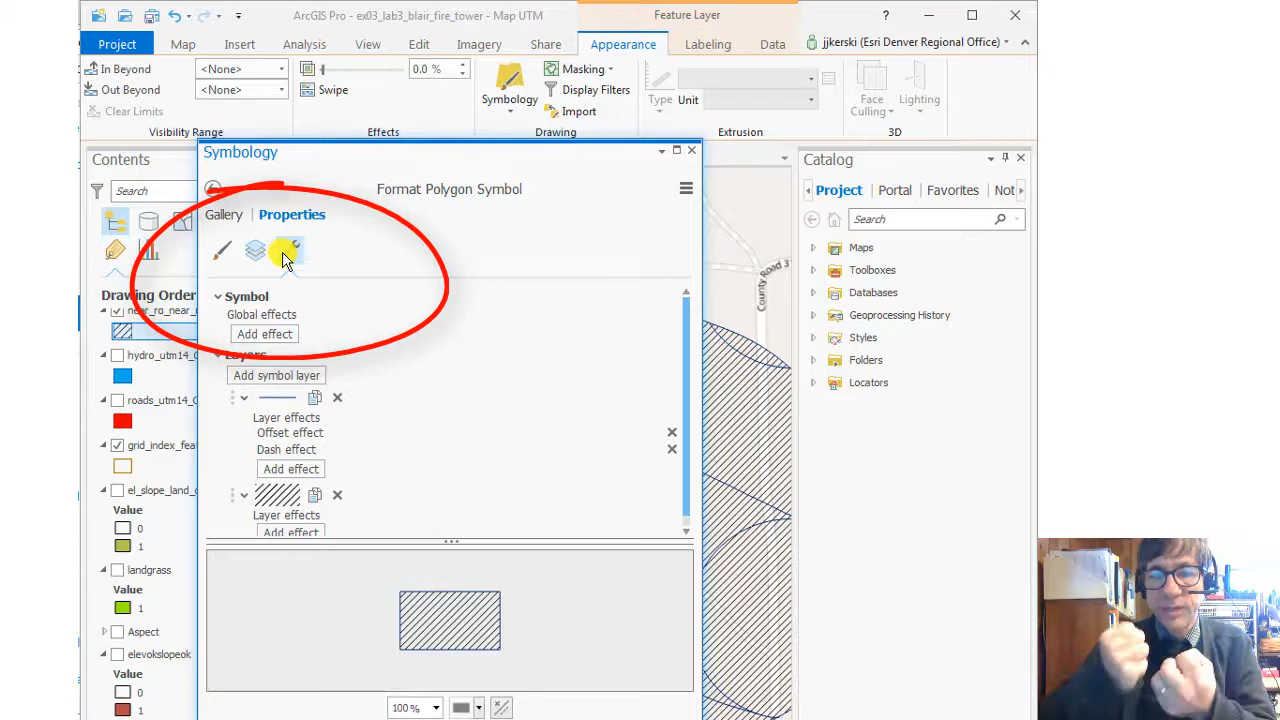 ArcGIS Pro - ex03_lab3_blair_fire_tower - Map UTM
Feature Layer
?
Project
Map
Insert
Analysis
View
Edit
Imagery
Share
Appearance
Labeling
Data
jjkerski (Esri Denver Regional Office)
In Beyond
<None>
0.0 %
Out Beyond
<None>
Swipe
Clear Limits
Visibility Range
Effects
Symbology
Masking
Display Filters
Import
Drawing
Type
Unit
Extrusion
Face
Culling
Lighting
3D
Contents
Search
Drawing Order
hydro_utm14_
roads_utm14_
grid_index_fea
el_slope_land_
Value
0
1
landgrass
Value
1
Aspect
elevokslopeok
Value
0
1
Symbology
Format Polygon Symbol
Gallery
Properties
Symbol
Global effects
Add effect
Layers
Add symbol layer
Layer effects
Offset effect
Dash effect
Add effect
Layer effects
Add effect
100 %
County Road 3
Catalog
Project
Portal
Favorites
Not
Search
Maps
Toolboxes
Databases
Geoprocessing History
Styles
Folders
Locators